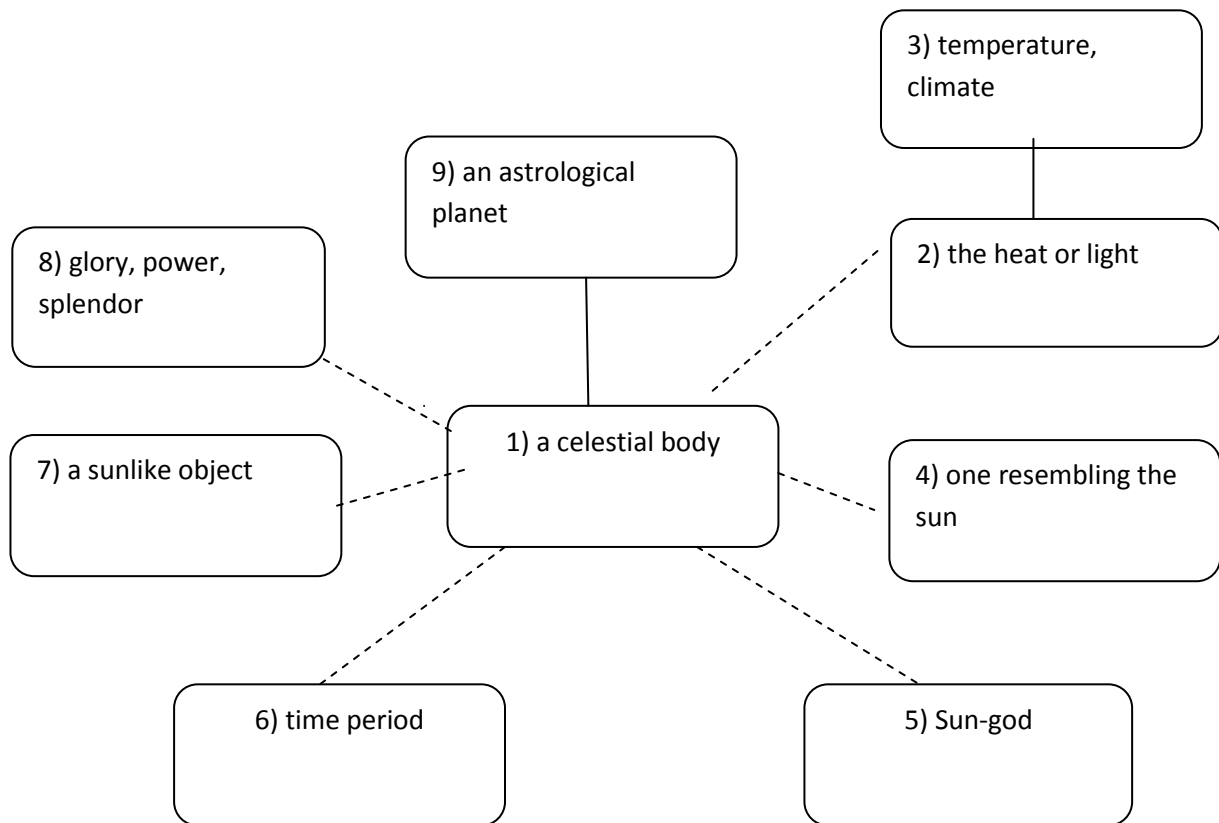 3) temperature,
climate
9) an astrological
planet
8) glory, power,
splendor
2) the heat or light
1) a celestial body
7) a sunlike object
4) one resembling the
sun
6) time period
5) Sun-god